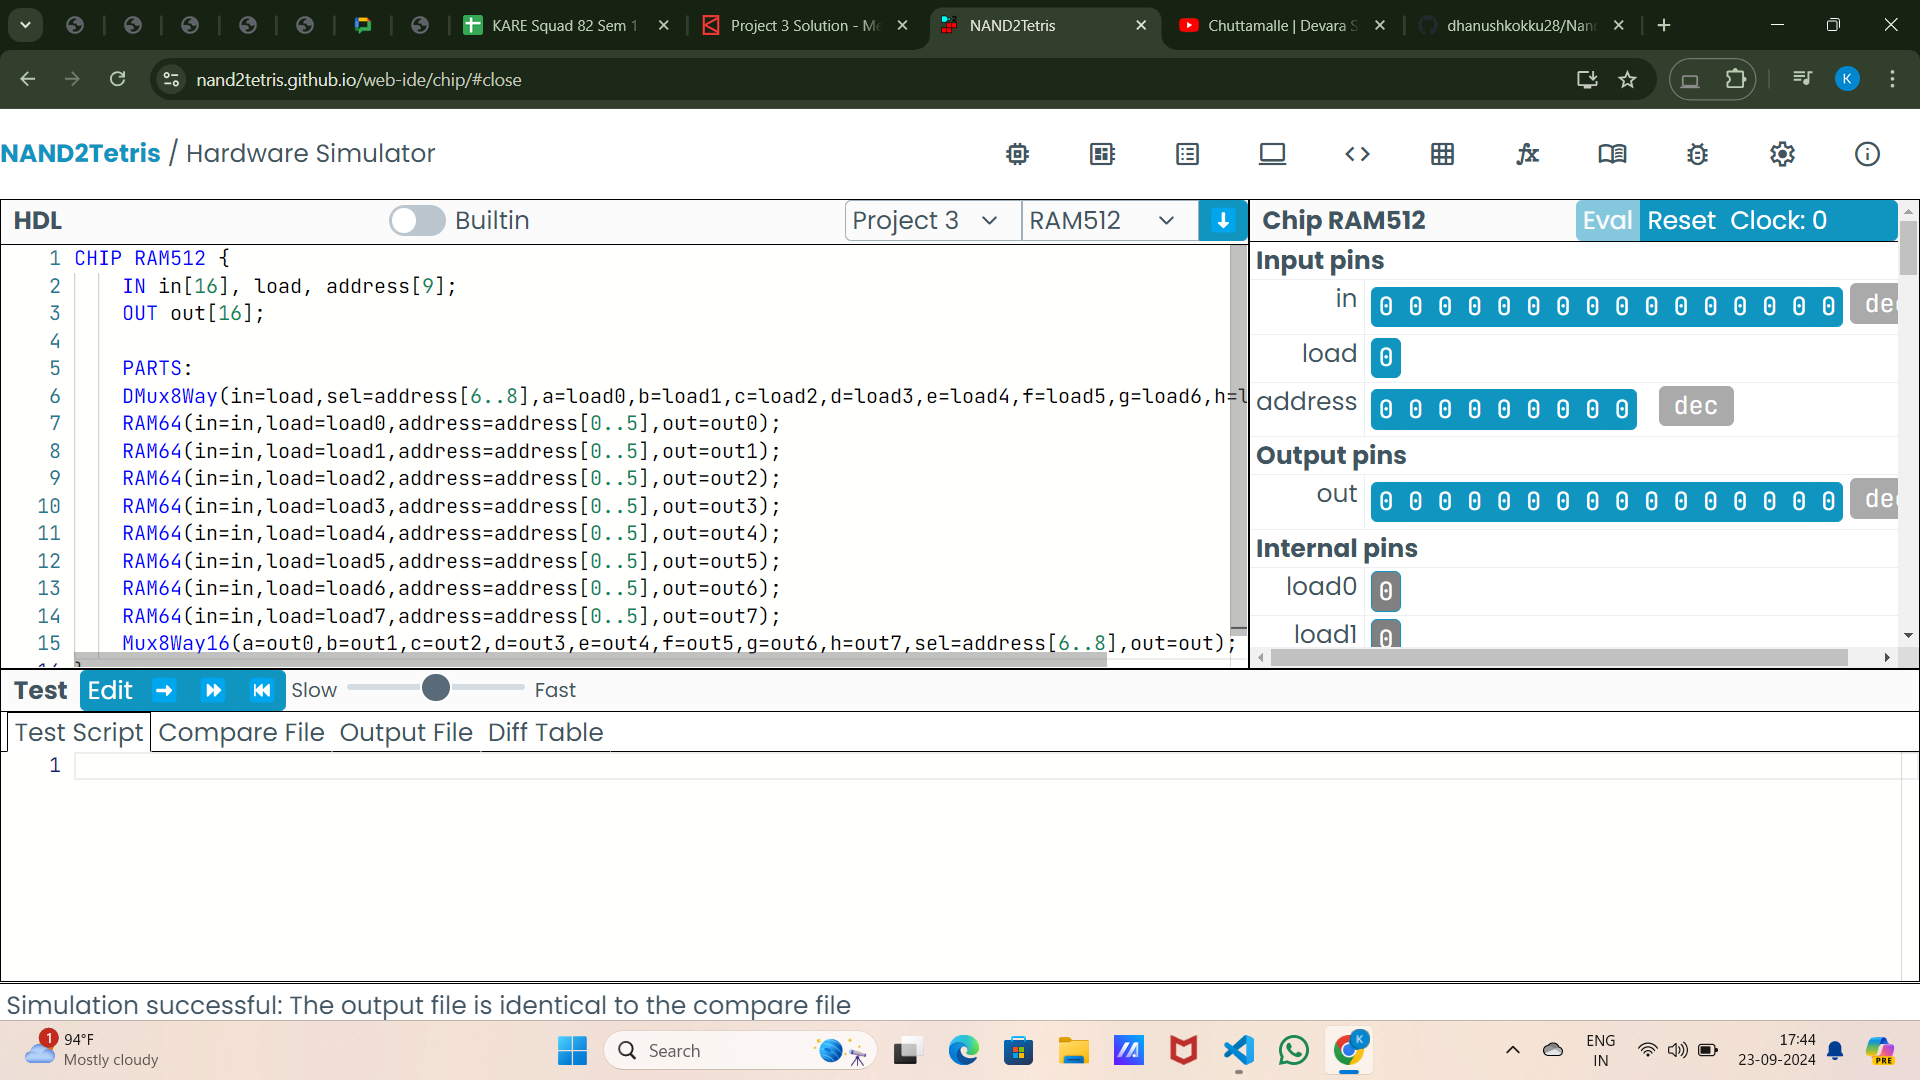 KARE Squad 82 Sem 1
Project 3 Solution - Me
NAND2Tetris
Chuttamalle | Devara S
dhanushkokku28/Nan
nand2tetris.github.io/web-ide/chip/#close
K
NAND2Tetris / Hardware Simulator
HDL
Builtin
Project 3
RAM512
1 CHIP RAM512 {
2 IN in[16], load, address[9];
3 OUT out[16];
4
5 PARTS:
6 DMux8Way(in=load,sel=address[6..8],a=load0,b=load1,c=load2,d=load3,e=load4,f=load5,g=load6,h=l
7 RAM64(in=in,load=load0,address=address[0..5],out=out0);
8 RAM64(in=in,load=load1,address=address[0..5],out=out1);
9 RAM64(in=in,load=load2,address=address[0..5],out=out2);
10 RAM64(in=in,load=load3,address=address[0..5],out=out3);
11 RAM64(in=in,load=load4,address=address[0..5],out=out4);
12 RAM64(in=in,load=load5,address=address[0..5],out=out5);
13 RAM64(in=in,load=load6,address=address[0..5],out=out6);
14 RAM64(in=in,load=load7,address=address[0..5],out=out7);
15 Mux8Way16(a=out0,b=out1,c=out2,d=out3,e=out4,f=out5,g=out6,h=out7,sel=address[6..8],out=out);
Chip RAM512
Eval Reset Clock: 0
Input pins
in 0 0 0 0 0 0 0 0 0 0 0 0 0 0 0 0 dec
load 0
address 0 0 0 0 0 0 0 0 0 dec
Output pins
out 0 0 0 0 0 0 0 0 0 0 0 0 0 0 0 0 dec
Internal pins
load0 0
load1 0
Test Edit Slow Fast
Test Script Compare File Output File Diff Table
1
Simulation successful: The output file is identical to the compare file
1
94°F
Mostly cloudy
Search
K
ENG
IN
17:44
23-09-2024
PRE